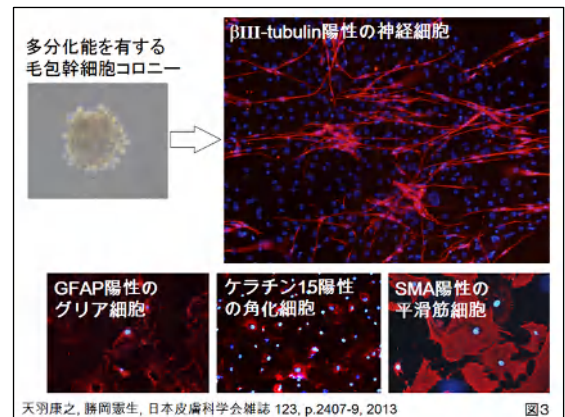 多分化能を有する
毛包幹細胞コロニー
βIII-tubulin陽性の神経細胞
GFAP陽性の
グリア細胞
ケラチン15陽性
の角化細胞
SMA陽性の
平滑筋細胞
天羽康之, 勝岡憲生, 日本皮膚科学会雑誌 123, p.2407-9, 2013
図3